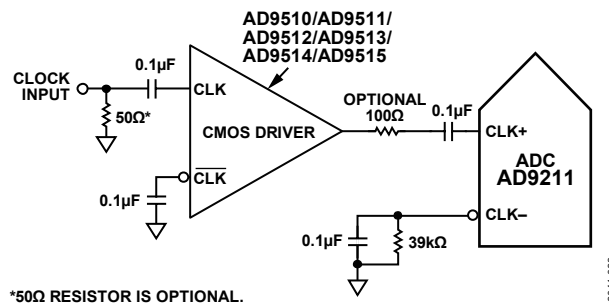 AD9510/AD9511/
AD9512/AD9513/
AD9514/AD9515
CLOCK
INPUT
0.1µF
CLK
50Ω*
CMOS DRIVER
OPTIONAL
100Ω
0.1µF
CLK+
ADC
AD9211
0.1µF
CLK
CLK–
0.1µF
39kΩ
*50Ω RESISTOR IS OPTIONAL.